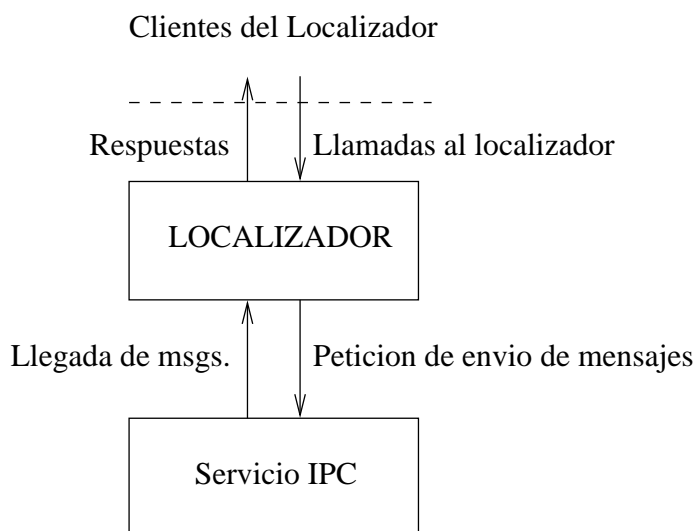 Clientes del Localizador
Respuestas
Llamadas al localizador
LOCALIZADOR
Llegada de msgs.
Peticion de envio de mensajes
Servicio IPC